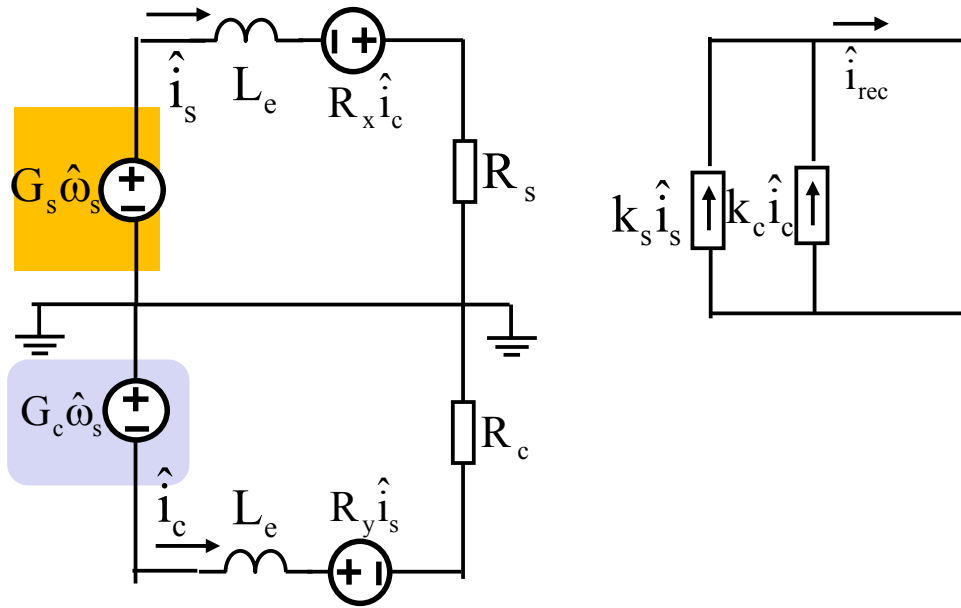 î_s
L_e
R_x î_c
G_s ω̂_s
R_s
k_s î_s
k_c î_c
î_rec
G_c ω̂_s
R_c
î_c
L_e
R_y î_s